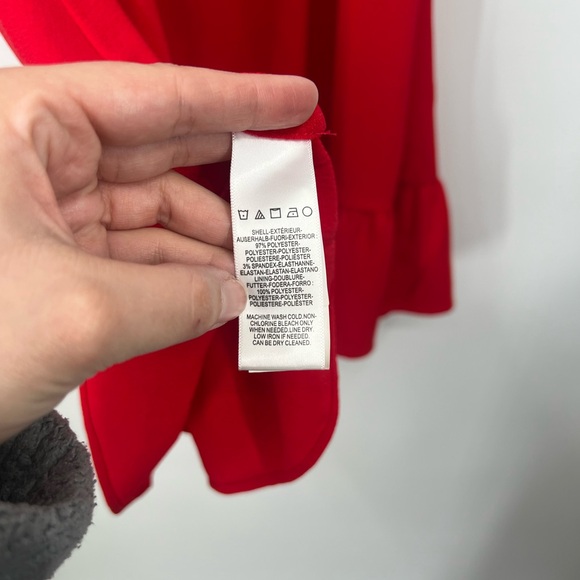 SHELL-EXTÉRIEUR-
AUßERHALB-FUORI-EXTERIOR:
97% POLYESTER-
POLYESTER-POLYESTER-
POLIESTERE-POLIÉSTER
3% SPANDEX-ÉLASTHANNE-
ELASTAN-ELASTAN-ELASTANO
LINING-DOUBLURE-
FUTTER-FODERA-FORRO:
100% POLYESTER-
POLYESTER-POLYESTER-
POLIESTERE-POLIÉSTER
MACHINE WASH COLD.NON-
CHLORINE BLEACH ONLY
WHEN NEEDED.LINE DRY.
LOW IRON IF NEEDED.
CAN BE DRY CLEANED.